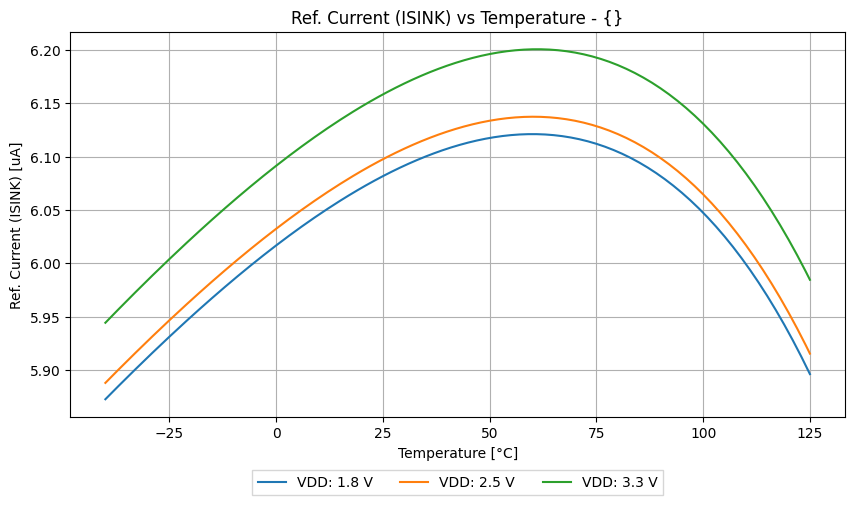 Ref. Current (ISINK) vs Temperature - {}
Ref. Current (ISINK) [uA]
6.20
6.15
6.10
6.05
6.00
5.95
5.90
−25 0 25 50 75 100 125
Temperature [°C]
VDD: 1.8 V VDD: 2.5 V VDD: 3.3 V